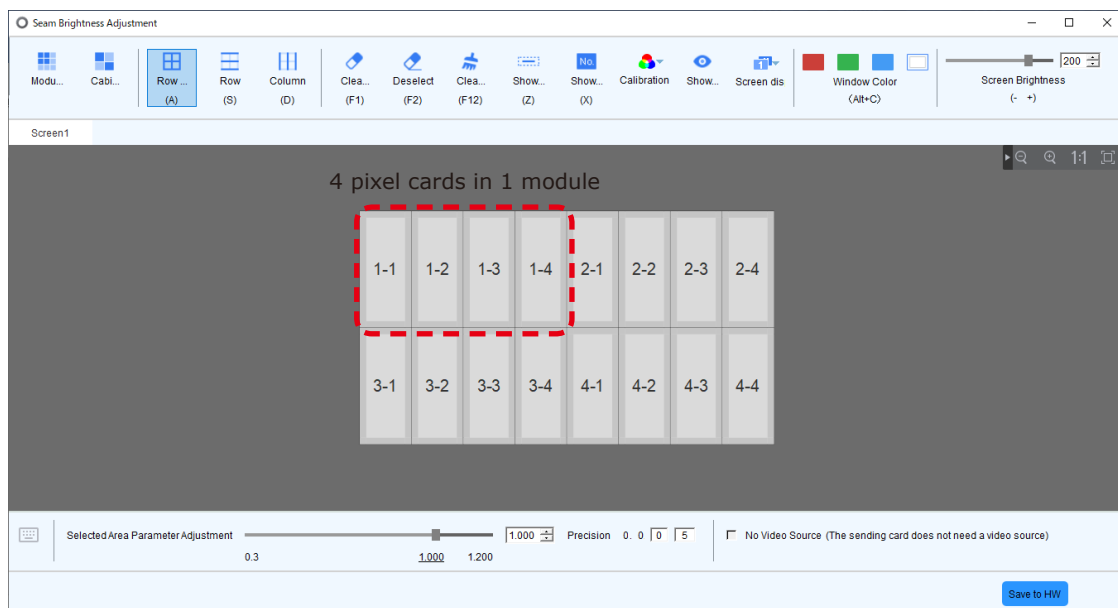 Seam Brightness Adjustment
Modu... Cabi... Row ... Row Column Clea... Deselect Clea... Show... No. Show... Calibration Show... Screen dis Window Color 200 Screen Brightness
(A) (S) (D) (F1) (F2) (F12) (Z) (X) (Alt+C) (- +)
Screen1
1:1
4 pixel cards in 1 module
1-1 1-2 1-3 1-4 2-1 2-2 2-3 2-4
3-1 3-2 3-3 3-4 4-1 4-2 4-3 4-4
Selected Area Parameter Adjustment 1.000 Precision 0. 0 0 5 No Video Source (The sending card does not need a video source)
0.3 1.000 1.200
Save to HW